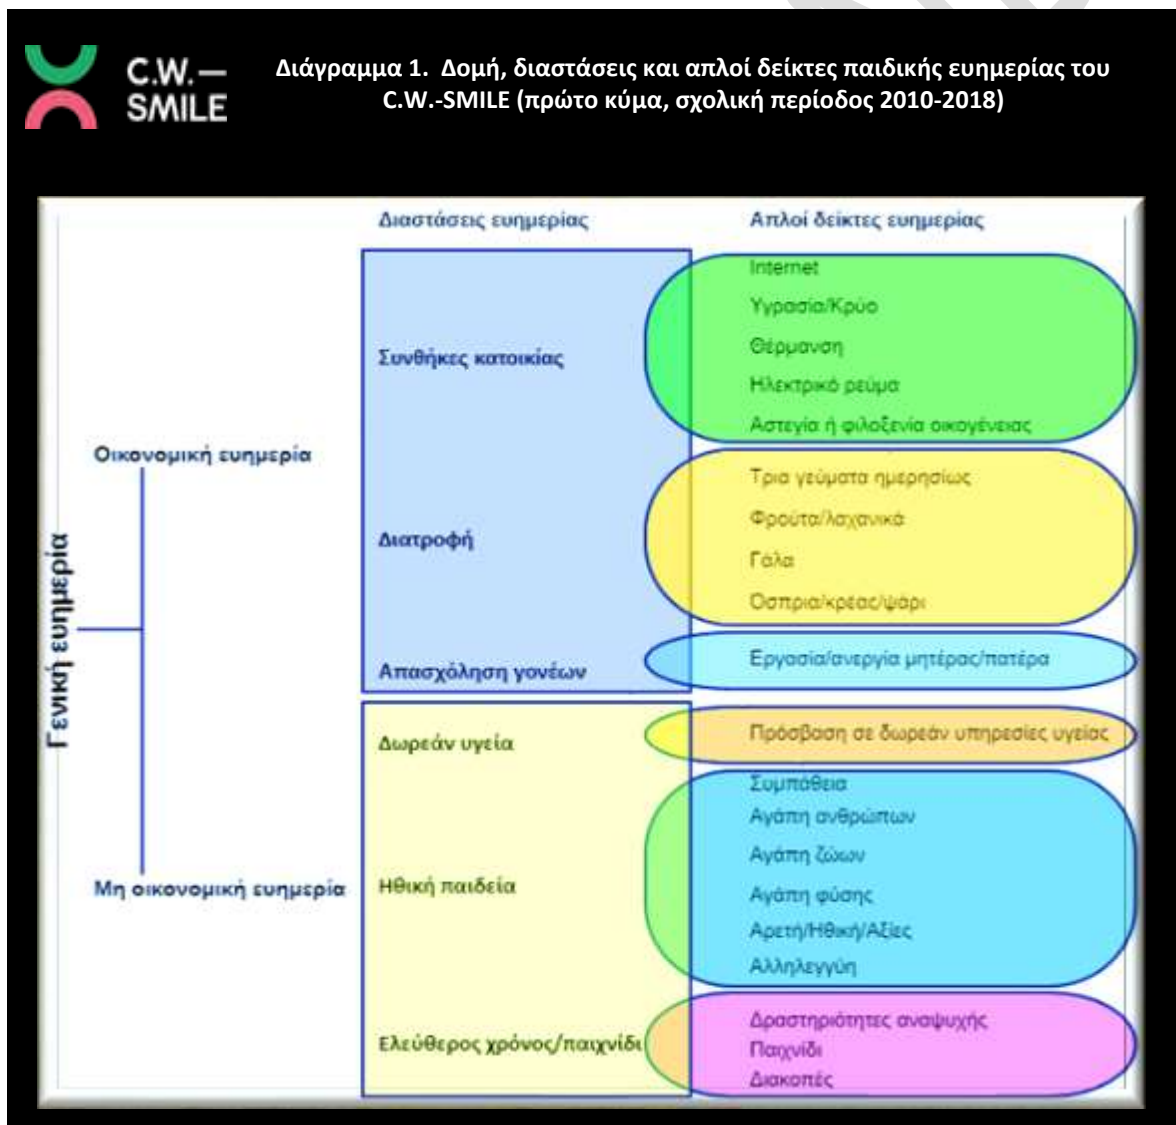 C.W.—
SMILE
Διάγραμμα 1. Δομή, διαστάσεις και απλοί δείκτες παιδικής ευημερίας του
C.W.-SMILE (πρώτο κύμα, σχολική περίοδος 2010-2018)
Διαστάσεις ευημερίας
Απλοί δείκτες ευημερίας
Γενική ευημερία
Οικονομική ευημερία
Συνθήκες κατοικίας
Internet
Υγρασία/Κρύο
Θέρμανση
Ηλεκτρικό ρεύμα
Αστεγία ή φιλοξενία οικογένειας
Διατροφή
Τρια γεύματα ημερησίως
Φρούτα/λαχανικά
Γάλα
Οσπρια/κρέας/ψάρι
Απασχόληση γονέων
Εργασία/ανεργία μητέρας/πατέρα
Μη οικονομική ευημερία
Δωρεάν υγεία
Πρόσβαση σε δωρεάν υπηρεσίες υγείας
Ηθική παιδεία
Συμπάθεια
Αγάπη ανθρώπων
Αγάπη ζώων
Αγάπη φύσης
Αρετή/Ηθική/Αξίες
Αλληλεγγύη
Ελεύθερος χρόνος/παιχνίδι
Δραστηριότητες αναψυχής
Παιχνίδι
Διακοπές